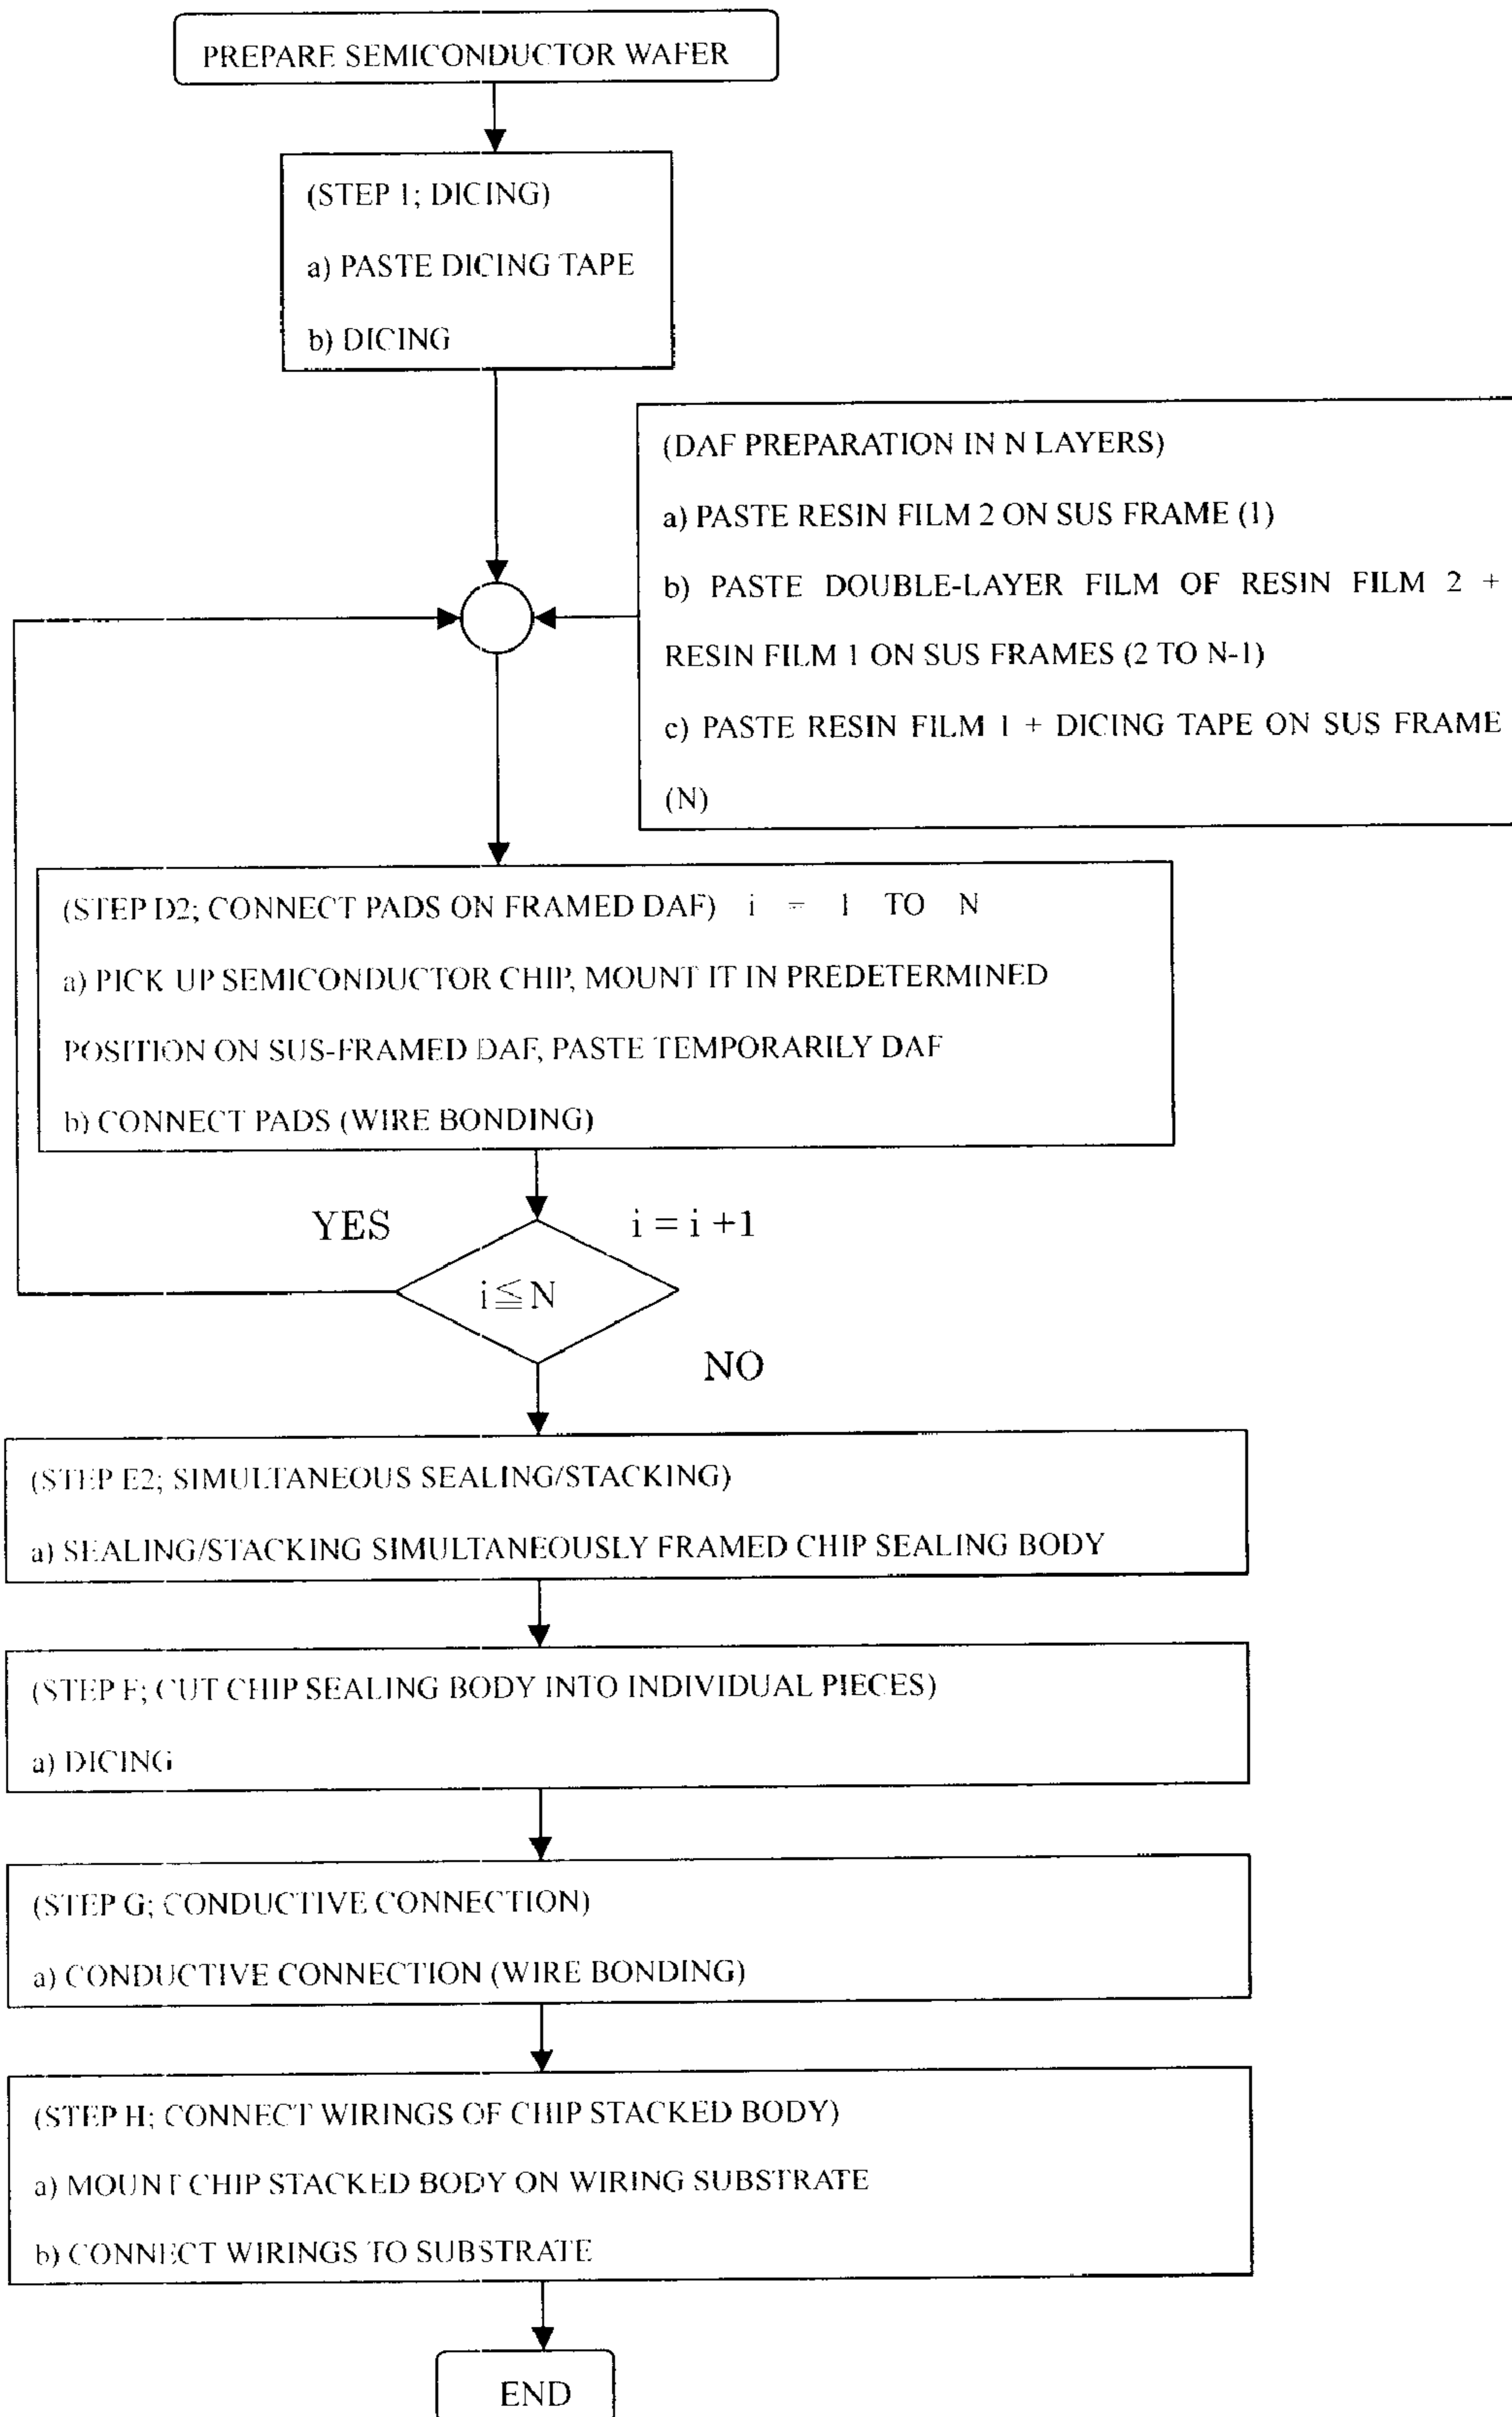 PREPARE SEMICONDUCTOR WAFER
(STEP 1; DICING)
a) PASTE DICING TAPE
b) DICING
(DAF PREPARATION IN N LAYERS)
a) PASTE RESIN FILM 2 ON SUS FRAME (1)
b) PASTE DOUBLE-LAYER FILM OF RESIN FILM 2 +
RESIN FILM 1 ON SUS FRAMES (2 TO N-1)
c) PASTE RESIN FILM 1 + DICING TAPE ON SUS FRAME
(N)
(STEP D2; CONNECT PADS ON FRAMED DAF) i = 1 TO N
a) PICK UP SEMICONDUCTOR CHIP, MOUNT IT IN PREDETERMINED
POSITION ON SUS-FRAMED DAF, PASTE TEMPORARILY DAF
b) CONNECT PADS (WIRE BONDING)
YES
i = i +1
i≦N
NO
(STEP E2; SIMULTANEOUS SEALING/STACKING)
a) SEALING/STACKING SIMULTANEOUSLY FRAMED CHIP SEALING BODY
(STEP F; CUT CHIP SEALING BODY INTO INDIVIDUAL PIECES)
a) DICING
(STEP G; CONDUCTIVE CONNECTION)
a) CONDUCTIVE CONNECTION (WIRE BONDING)
(STEP H; CONNECT WIRINGS OF CHIP STACKED BODY)
a) MOUNT CHIP STACKED BODY ON WIRING SUBSTRATE
b) CONNECT WIRINGS TO SUBSTRATE
END